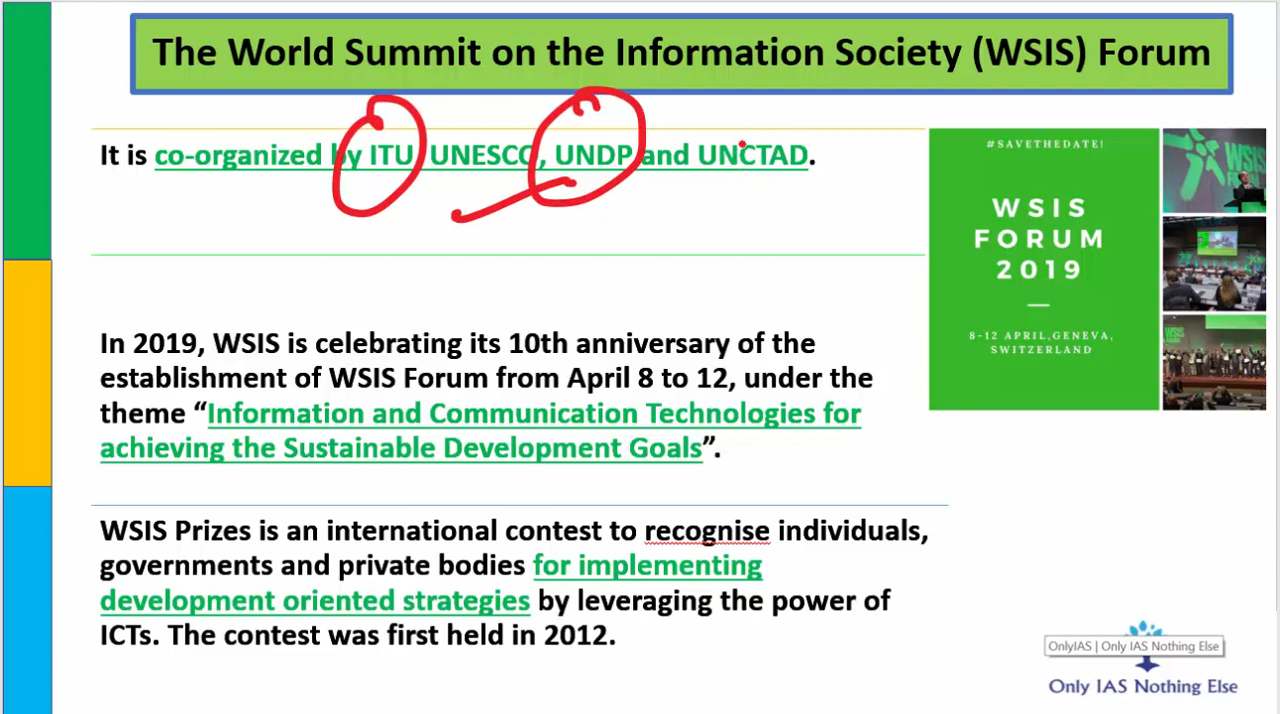 The World Summit on the Information Society (WSIS) Forum
It is co-organized by ITU, UNESCO, UNDP and UNCTAD.
#SAVETHEDATE!
WSIS
FORUM
2019
8-12 APRIL,GENEVA,
SWITZERLAND
In 2019, WSIS is celebrating its 10th anniversary of the
establishment of WSIS Forum from April 8 to 12, under the
theme “Information and Communication Technologies for
achieving the Sustainable Development Goals”.
WSIS Prizes is an international contest to recognise individuals,
governments and private bodies for implementing
development oriented strategies by leveraging the power of
ICTs. The contest was first held in 2012.
OnlyIAS | Only IAS Nothing Else
Only IAS Nothing Else